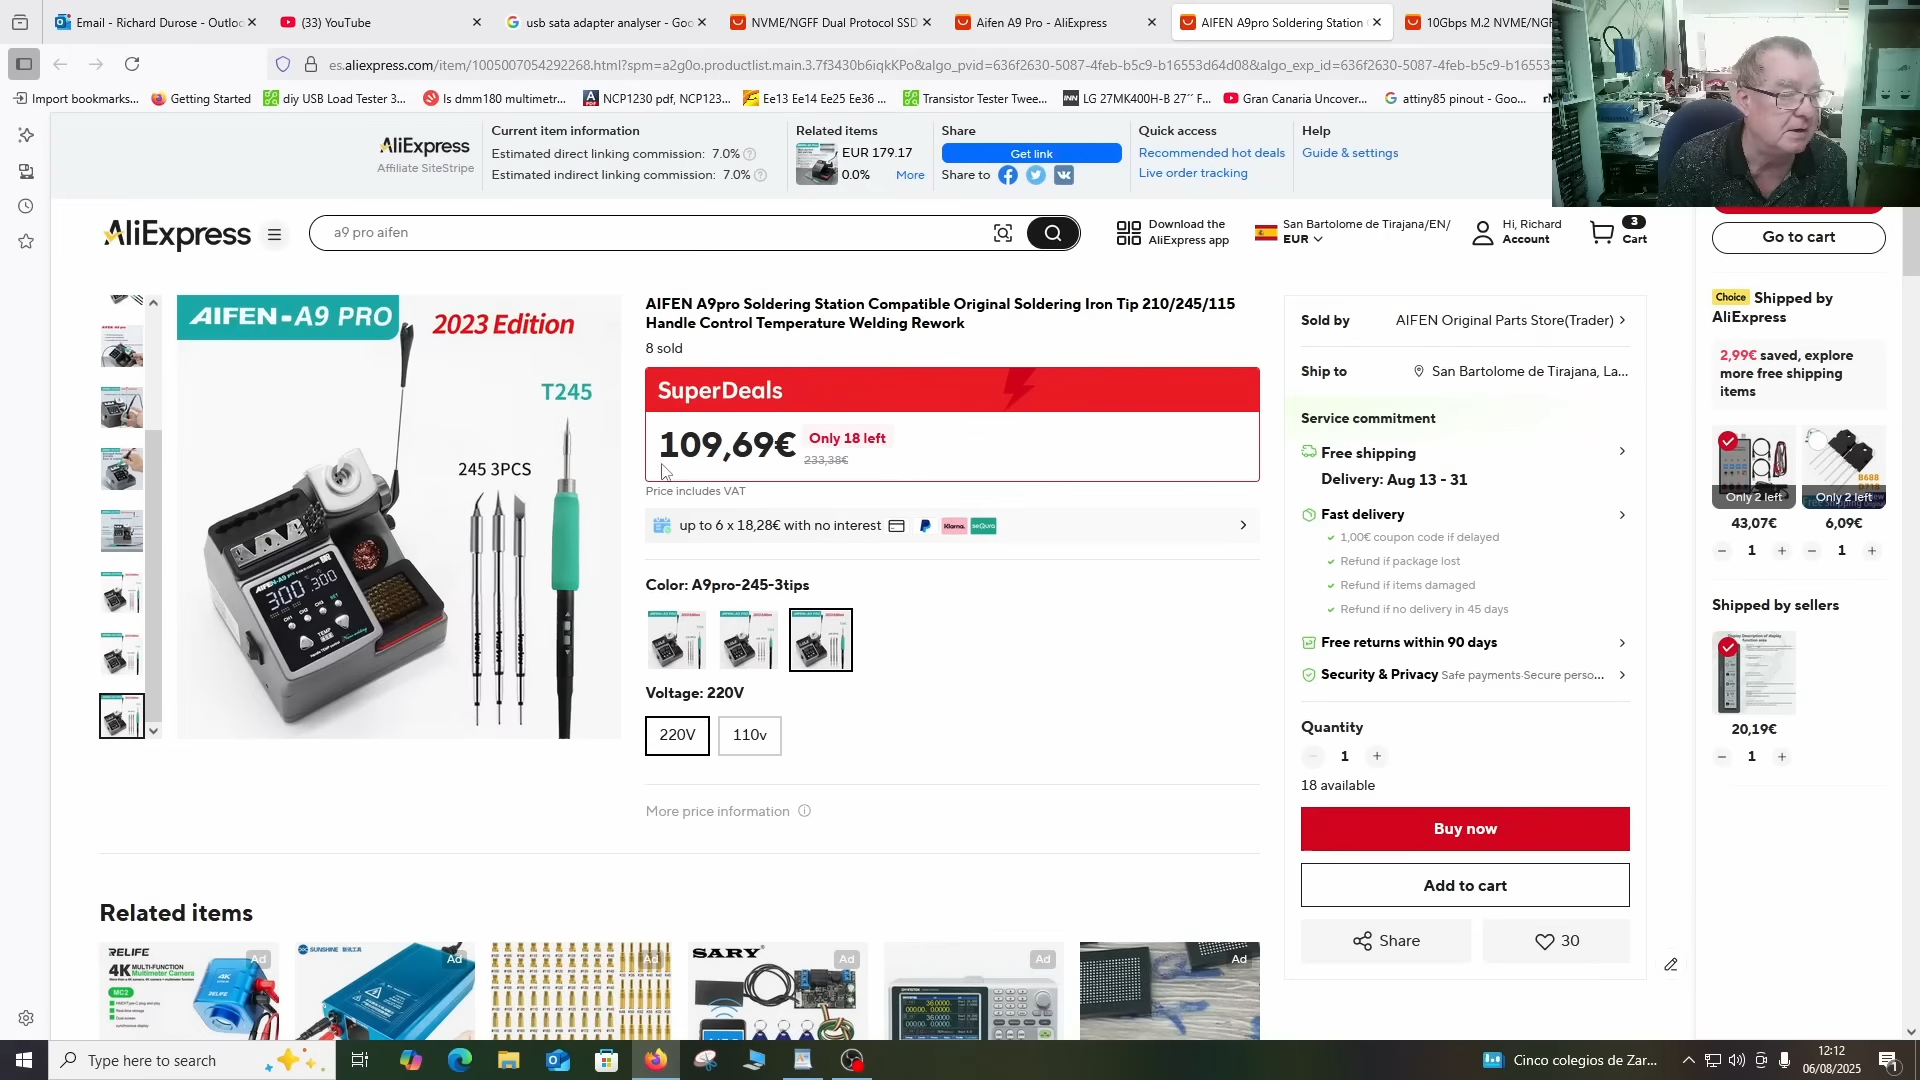 Email - Richard Durose - Outloo
(33) YouTube
usb sata adapter analyser - Goo
NVME/NGFF Dual Protocol SSD
Aifen A9 Pro - AliExpress
AIFEN A9pro Soldering Station
10Gbps M.2 NVME/NGF
es.aliexpress.com/item/1005007054292268.html?spm=a2g0o.productlist.main.3.7f3430b6iqkKPo&algo_pvid=636f2630-5087-4feb-b5c9-b16553d64d08&algo_exp_id=636f2630-5087-4feb-b5c9-b16553
Import bookmarks...
Getting Started
diy USB Load Tester 3...
Is dmm180 multimetr...
NCP1230 pdf, NCP123...
Ee13 Ee14 Ee25 Ee36 ...
Transistor Tester Twee...
LG 27MK400H-B 27´´ F...
Gran Canaria Uncover...
attiny85 pinout - Goo...
AliExpress
Affiliate SiteStripe
Current item information
Estimated direct linking commission: 7.0%
Estimated indirect linking commission: 7.0%
Related items
EUR 179.17
0.0%
More
Share
Get link
Share to
Quick access
Recommended hot deals
Live order tracking
Help
Guide & settings
AliExpress
a9 pro aifen
Download the
AliExpress app
San Bartolome de Tirajana/EN/
EUR
Hi, Richard
Account
3
Cart
AIFEN-A9 PRO
2023 Edition
T245
245 3PCS
300
300
TEMP
AIFEN A9pro Soldering Station Compatible Original Soldering Iron Tip 210/245/115
Handle Control Temperature Welding Rework
8 sold
SuperDeals
109,69€
Only 18 left
233,38€
Price includes VAT
up to 6 x 18,28€ with no interest
Klarna.
seQura
Color: A9pro-245-3tips
Voltage: 220V
220V
110v
More price information
Sold by
AIFEN Original Parts Store(Trader)
Ship to
San Bartolome de Tirajana, La...
Service commitment
Free shipping
Delivery: Aug 13 - 31
Fast delivery
1,00€ coupon code if delayed
Refund if package lost
Refund if items damaged
Refund if no delivery in 45 days
Free returns within 90 days
Security & Privacy
Safe payments·Secure perso...
Quantity
1
18 available
Buy now
Add to cart
Share
30
Go to cart
Choice Shipped by
AliExpress
2,99€ saved, explore
more free shipping
items
Only 2 left
Only 2 left
43,07€
6,09€
1
1
Shipped by sellers
20,19€
1
Related items
RELIFE
4K MULTI-FUNCTION
Multimeter Camera
MC2
4K
Ad
SUNSHINE
Ad
Ad
SARY
Ad
Ad
Ad
Type here to search
Cinco colegios de Zar...
12:12
06/08/2025
1